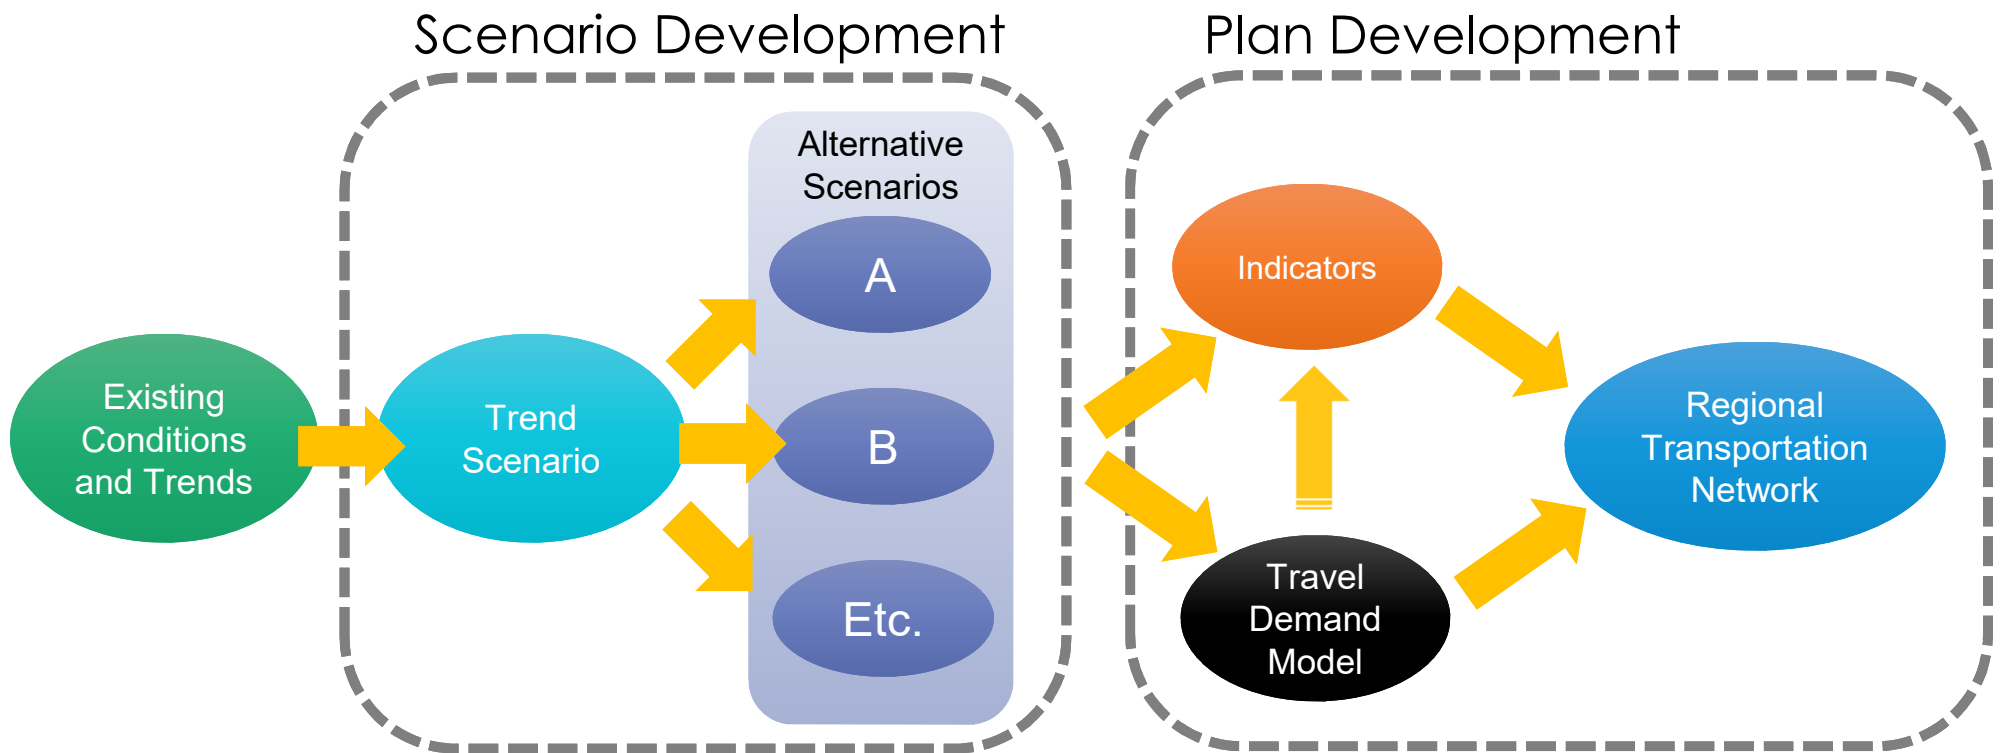 Scenario Development
Plan Development
Existing
Conditions
and Trends
Trend
Scenario
Alternative
Scenarios
A
B
Etc.
Indicators
Travel
Demand
Model
Regional
Transportation
Network